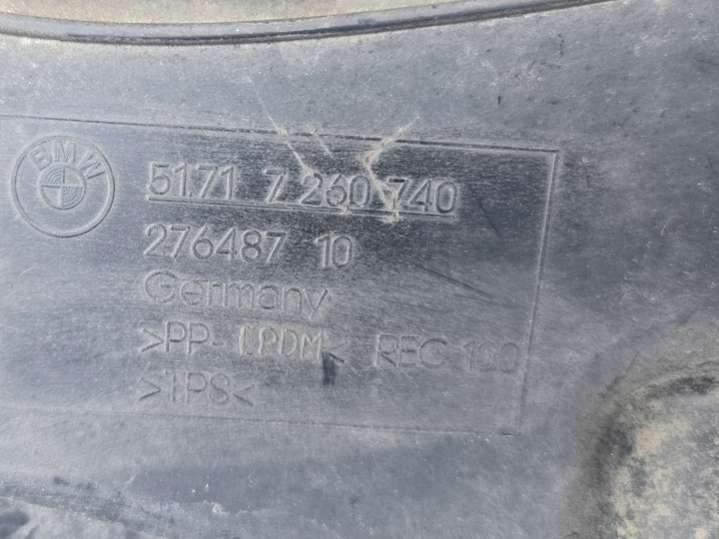 BMW
51.71 7 260 740
276487 10
Germany
>PP-EPDM< REC 100
>TPS<